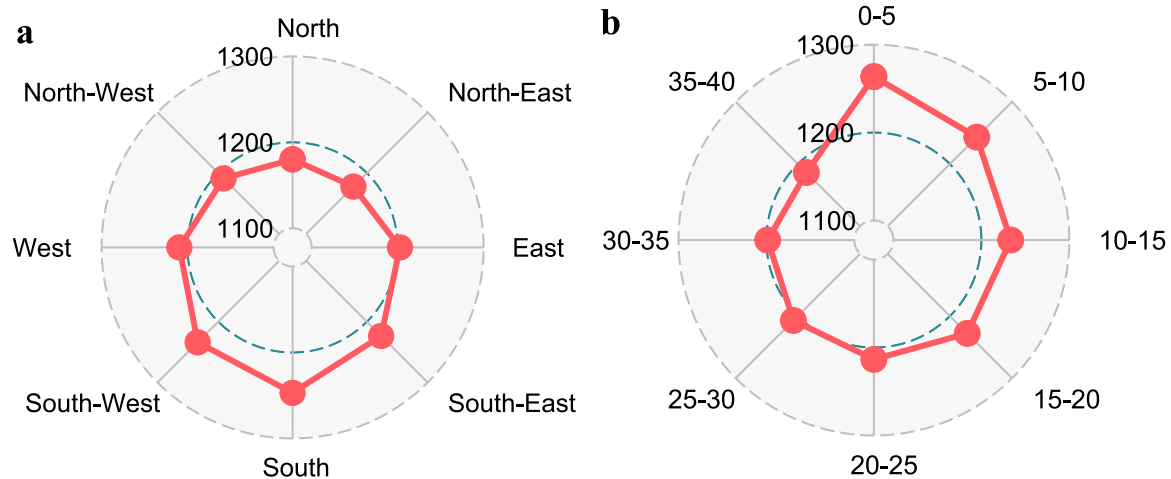 a
North
1300
North-West
North-East
1200
1100
West
East
South-West
South-East
South
b
0-5
1300
35-40
5-10
1200
1100
30-35
10-15
25-30
15-20
20-25